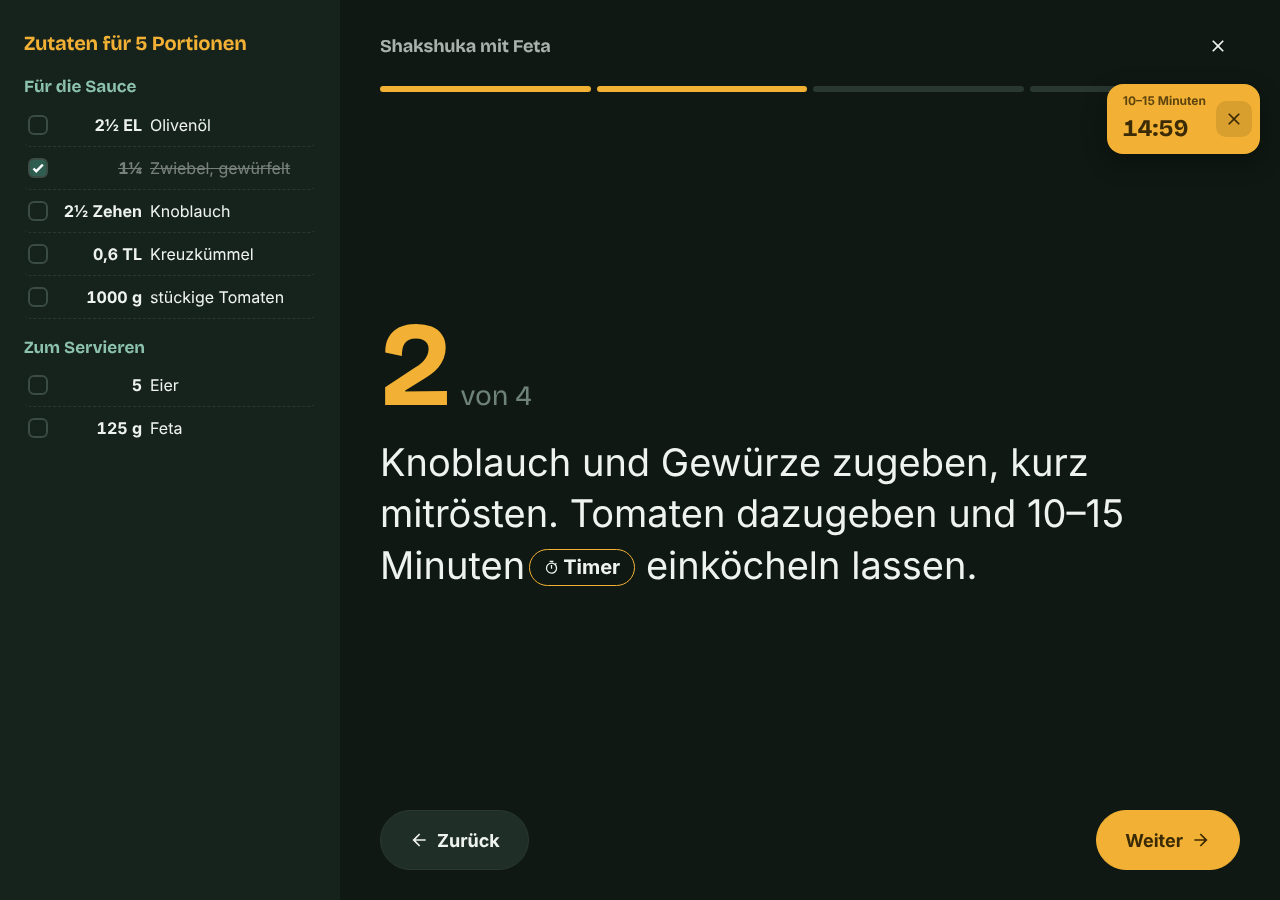 Zutaten für 5 Portionen
Für die Sauce
2½ EL Olivenöl
1¼ Zwiebel, gewürfelt
2½ Zehen Knoblauch
0,6 TL Kreuzkümmel
1000 g stückige Tomaten
Zum Servieren
5 Eier
125 g Feta
Shakshuka mit Feta
10–15 Minuten
14:59
2 von 4
Knoblauch und Gewürze zugeben, kurz
mitrösten. Tomaten dazugeben und 10–15
Minuten Timer einköcheln lassen.
Zurück
Weiter